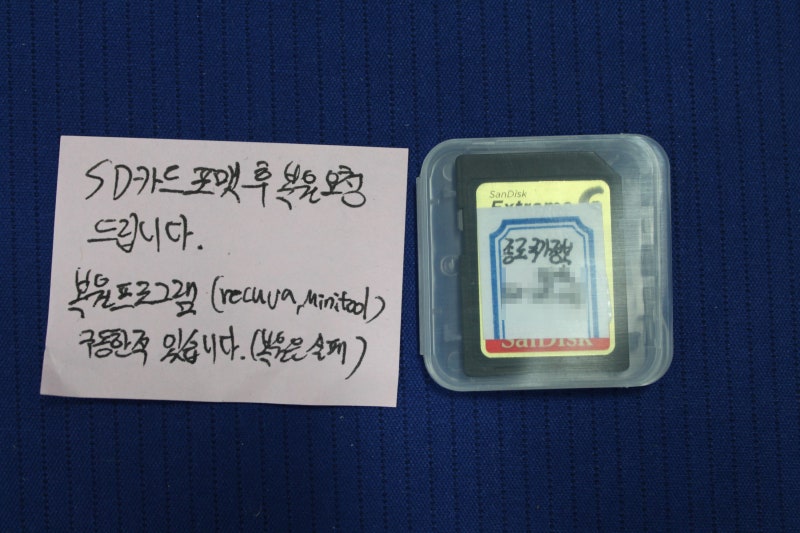 SD카드 포맷 후 복원 요청
드립니다.
복원프로그램 (recuva, Minitool)
구동한적 있습니다. (복원은 실패)
SanDisk
Extreme
종로
SanDisk